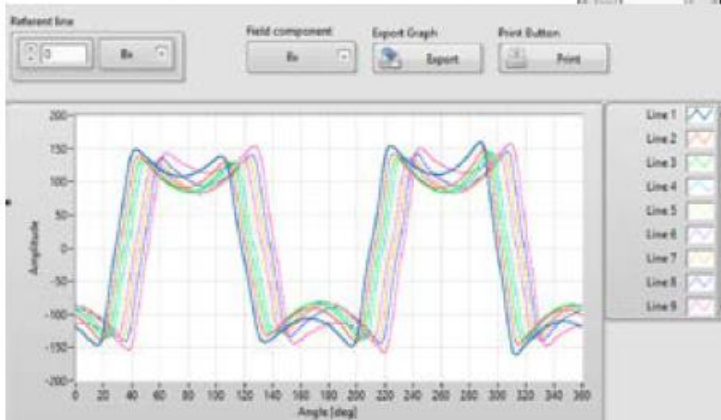 Referent line
Field component
Export Graph
Print Button
0
Bx
Bx
Export
Print
200
150
100
50
0
-50
-100
-150
-200
Amplitude
0 20 40 60 80 100 120 140 160 180 200 220 240 260 280 300 320 340 360
Angle [deg]
Line 1
Line 2
Line 3
Line 4
Line 5
Line 6
Line 7
Line 8
Line 9